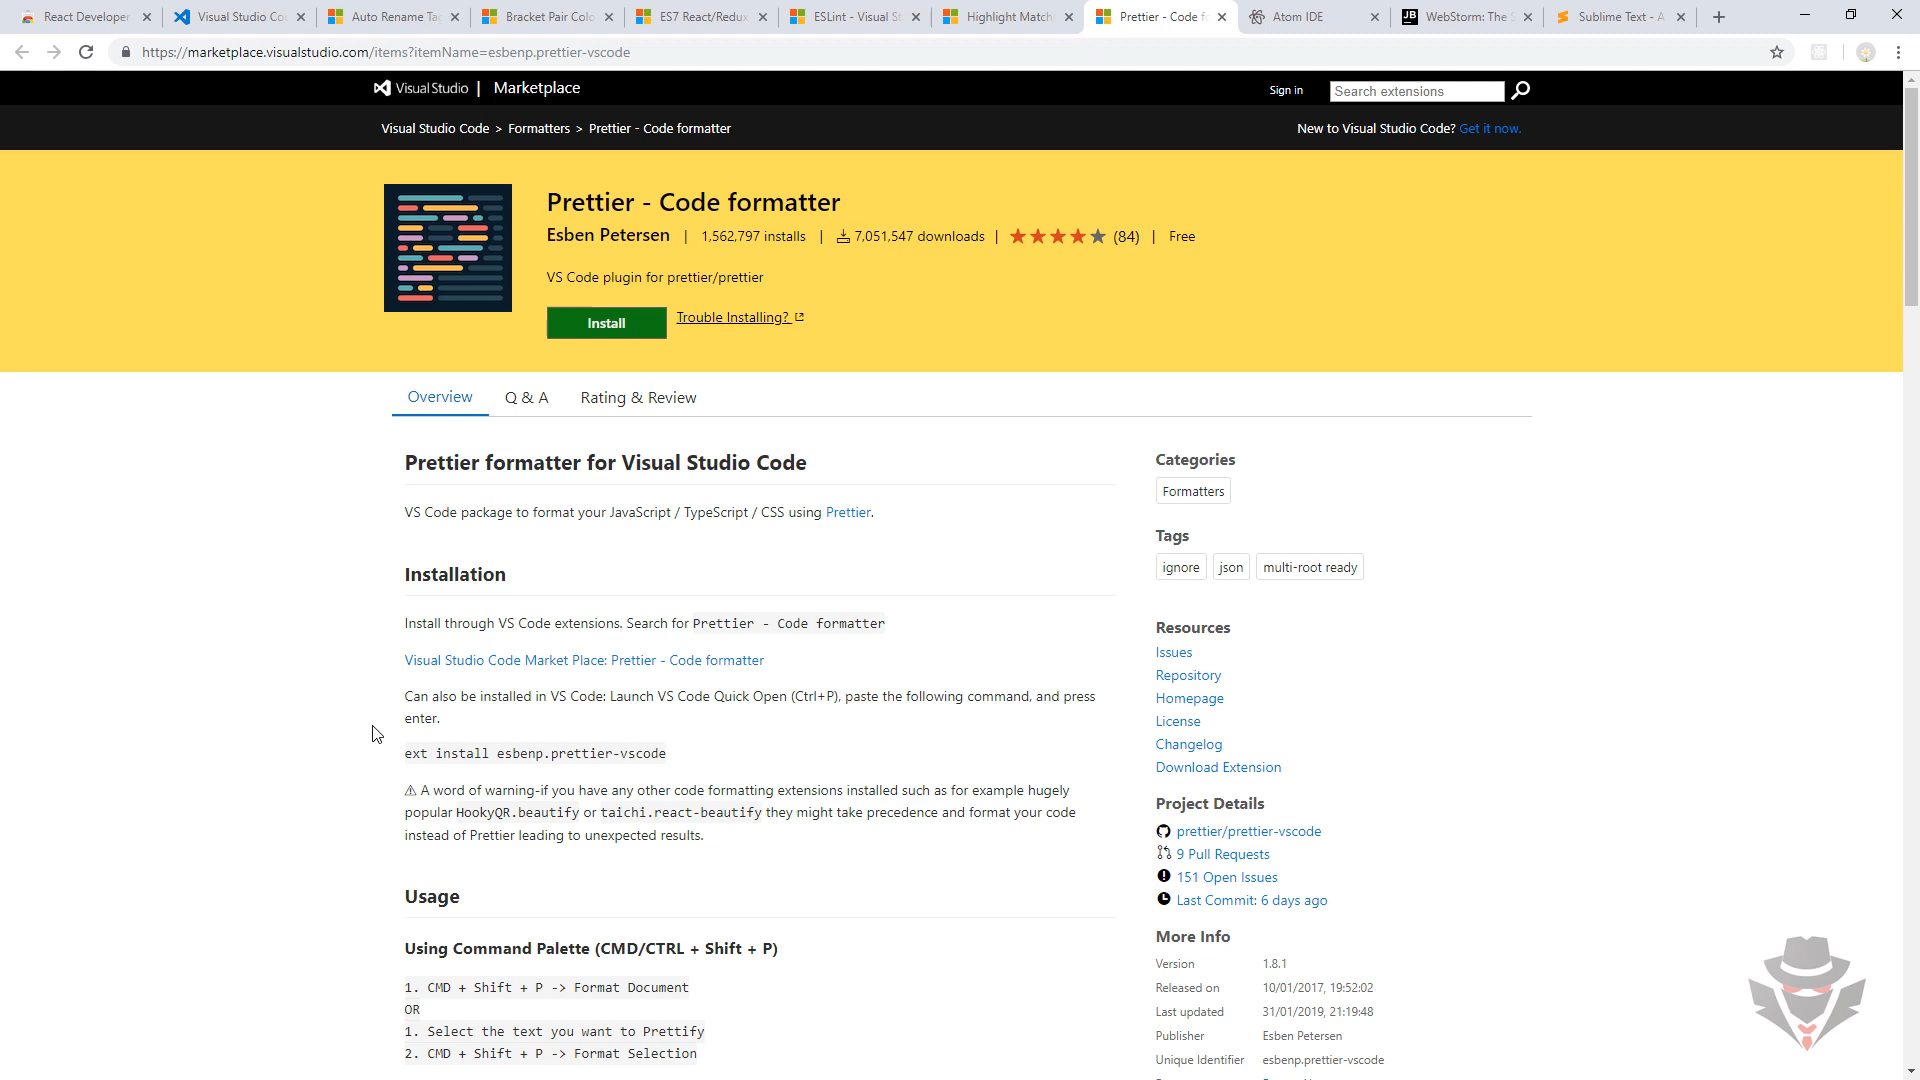 React Developer
Visual Studio Co
Auto Rename Ta
Bracket Pair Colo
ES7 React/Redux
ESLint - Visual St
Highlight Match
Prettier - Code f
Atom IDE
WebStorm: The S
Sublime Text - A
https://marketplace.visualstudio.com/items?itemName=esbenp.prettier-vscode
Visual Studio | Marketplace
Sign in
Search extensions
Visual Studio Code > Formatters > Prettier - Code formatter
New to Visual Studio Code? Get it now.
Prettier - Code formatter
Esben Petersen | 1,562,797 installs | 7,051,547 downloads | (84) | Free
VS Code plugin for prettier/prettier
Install
Trouble Installing?
Overview
Q & A
Rating & Review
Prettier formatter for Visual Studio Code
VS Code package to format your JavaScript / TypeScript / CSS using Prettier.
Installation
Install through VS Code extensions. Search for Prettier - Code formatter
Visual Studio Code Market Place: Prettier - Code formatter
Can also be installed in VS Code: Launch VS Code Quick Open (Ctrl+P), paste the following command, and press
enter.
ext install esbenp.prettier-vscode
⚠ A word of warning-if you have any other code formatting extensions installed such as for example hugely
popular HookyQR.beautify or taichi.react-beautify they might take precedence and format your code
instead of Prettier leading to unexpected results.
Usage
Using Command Palette (CMD/CTRL + Shift + P)
1. CMD + Shift + P -> Format Document
OR
1. Select the text you want to Prettify
2. CMD + Shift + P -> Format Selection
Categories
Formatters
Tags
ignore
json
multi-root ready
Resources
Issues
Repository
Homepage
License
Changelog
Download Extension
Project Details
prettier/prettier-vscode
9 Pull Requests
151 Open Issues
Last Commit: 6 days ago
More Info
Version 1.8.1
Released on 10/01/2017, 19:52:02
Last updated 31/01/2019, 21:19:48
Publisher Esben Petersen
Unique Identifier esbenp.prettier-vscode